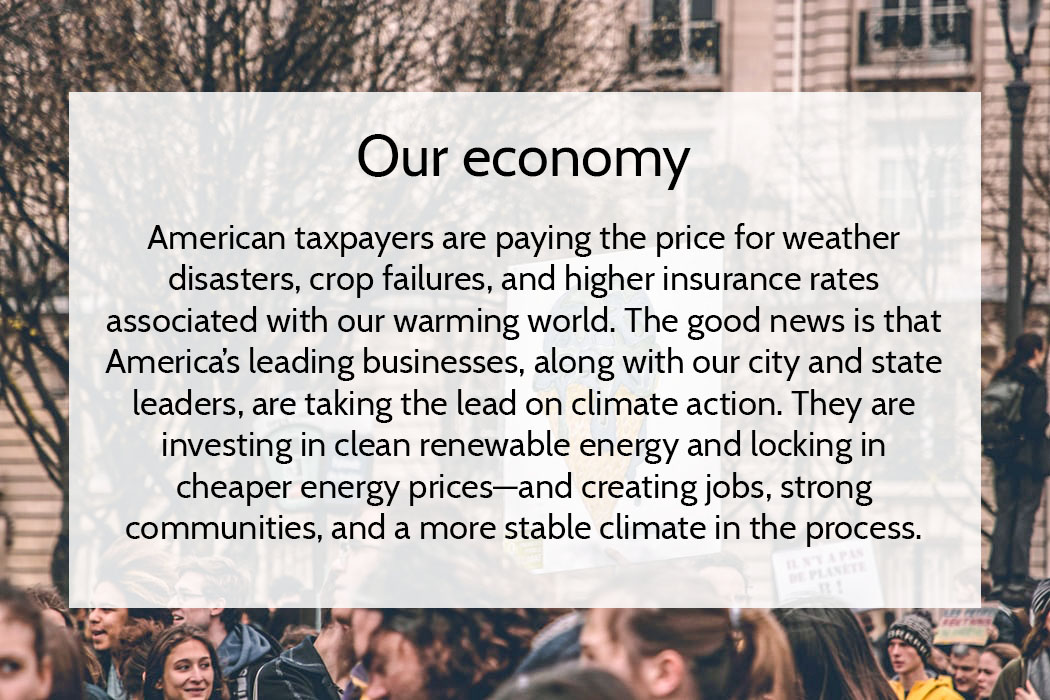 Our economy
American taxpayers are paying the price for weather
disasters, crop failures, and higher insurance rates
associated with our warming world. The good news is that
America’s leading businesses, along with our city and state
leaders, are taking the lead on climate action. They are
investing in clean renewable energy and locking in
cheaper energy prices—and creating jobs, strong
communities, and a more stable climate in the process.
IL N'Y A PAS
DE PLANETE